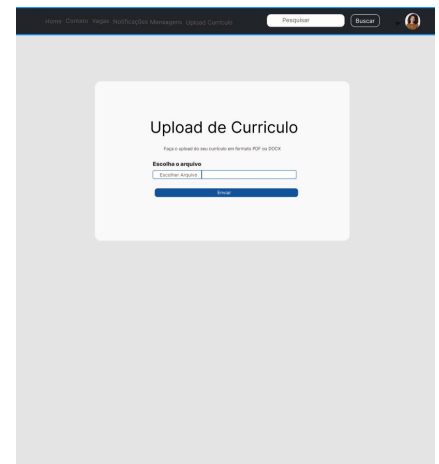 Home Contato Vagas Notificações Mensagens Upload Curriculo Pesquisar Buscar
Upload de Curriculo
Faça o upload do seu currículo em formato PDF ou DOCX
Escolha o arquivo
Escolher Arquivo
Enviar